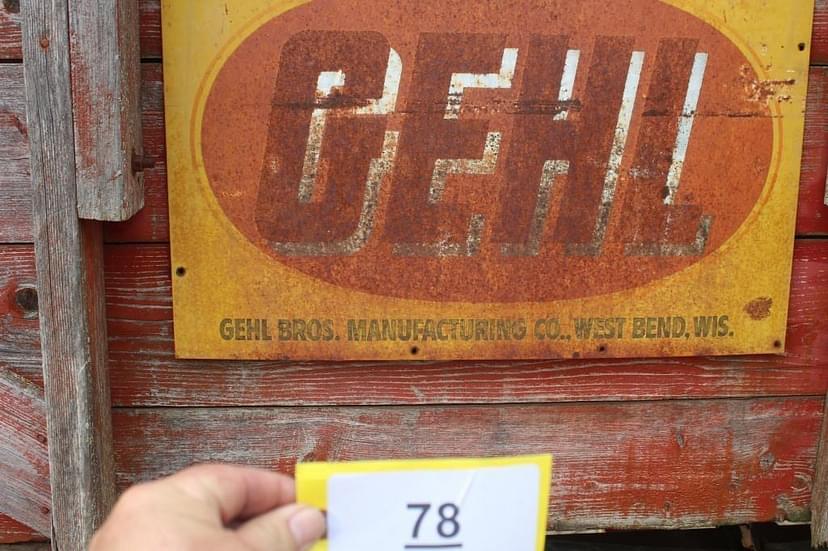 GEHL
GEHL BROS. MANUFACTURING CO., WEST BEND, WIS.
78